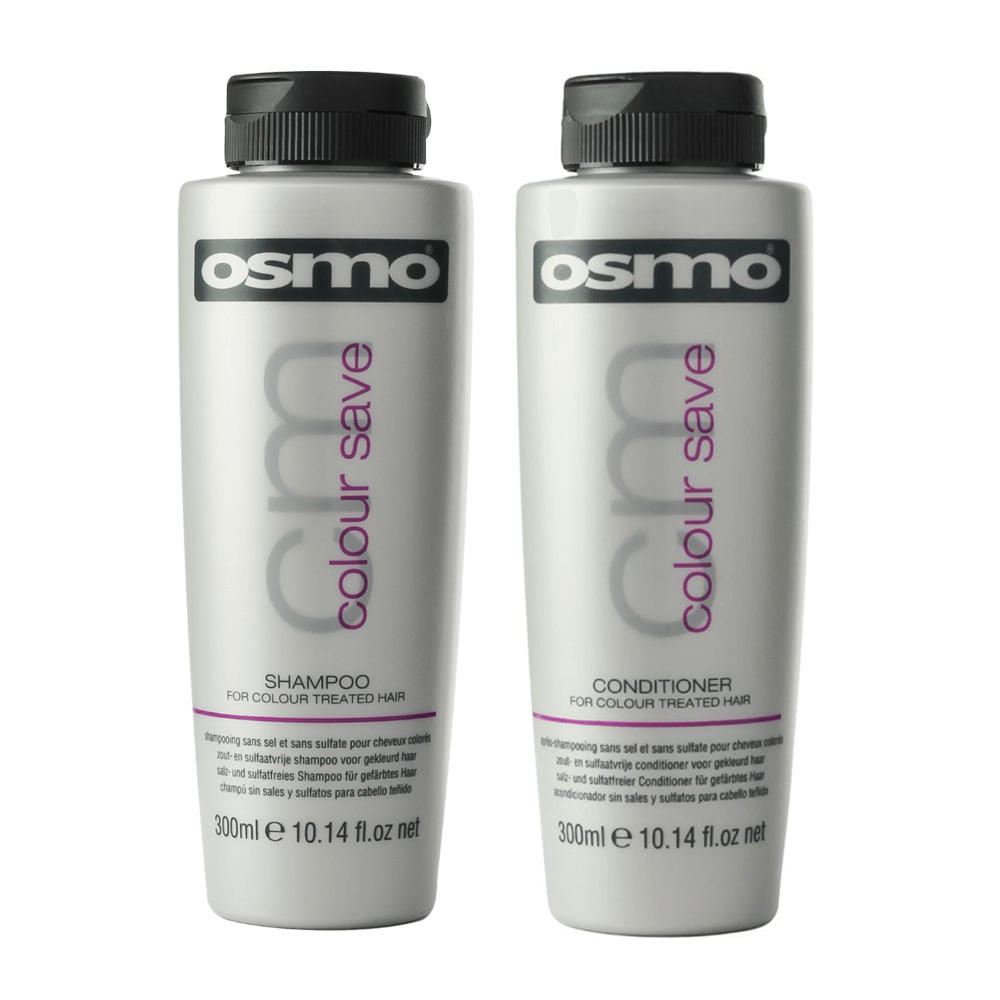 osmo®
cm
colour save
SHAMPOO
FOR COLOUR TREATED HAIR
shampooing sans sel et sans sulfate pour cheveux colorés
zout- en sulfaatvrije shampoo voor gekleurd haar
salz- und sulfatfreies Shampoo für gefärbtes Haar
champú sin sales y sulfatos para cabello teñido
300ml e 10.14 fl.oz net
osmo®
cm
colour save
CONDITIONER
FOR COLOUR TREATED HAIR
après-shampooing sans sel et sans sulfate pour cheveux colorés
zout- en sulfaatvrije conditioner voor gekleurd haar
salz- und sulfatfreier Conditioner für gefärbtes Haar
acondicionador sin sales y sulfatos para cabello teñido
300ml e 10.14 fl.oz net